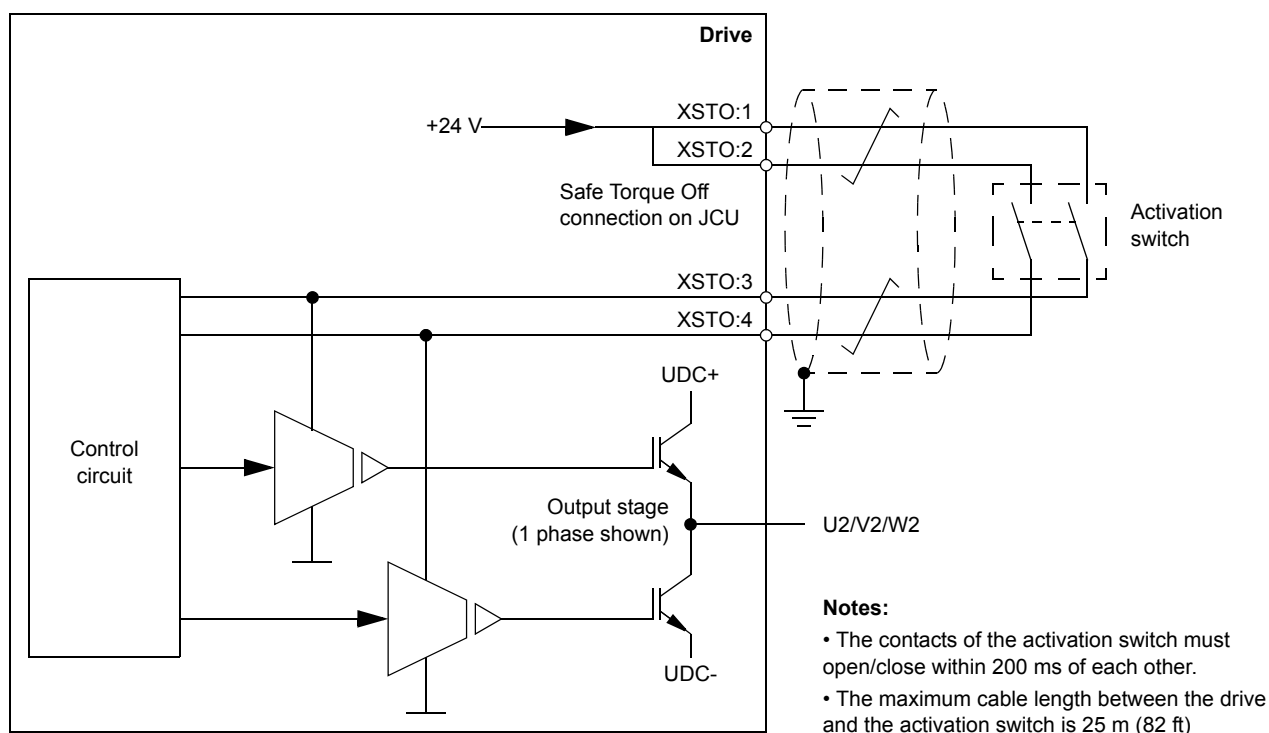 Drive
XSTO:1
+24 V
XSTO:2
Safe Torque Off
connection on JCU
Activation
switch
XSTO:3
XSTO:4
UDC+
Control
circuit
Output stage
(1 phase shown)
U2/V2/W2
UDC-
Notes:
• The contacts of the activation switch must
open/close within 200 ms of each other.
• The maximum cable length between the drive
and the activation switch is 25 m (82 ft)